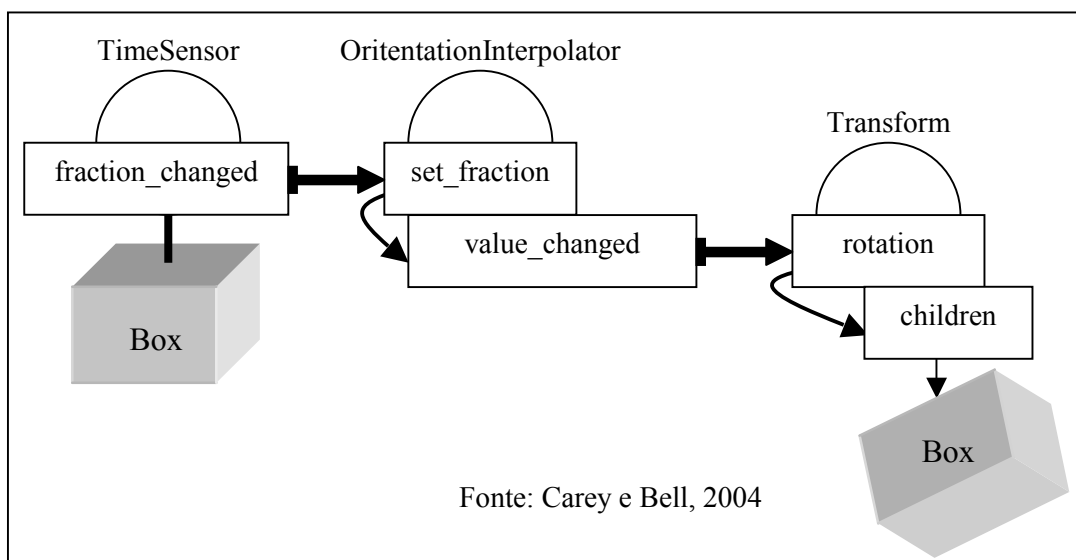 TimeSensor
OritentationInterpolator
Transform
fraction_changed
set_fraction
value_changed
rotation
children
Box
Box
Fonte: Carey e Bell, 2004